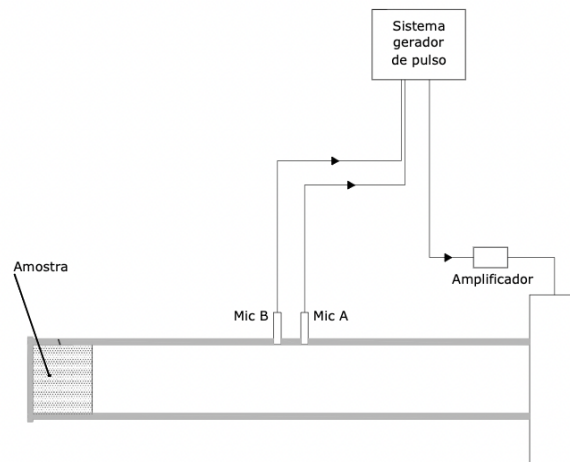 Sistema
gerador
de pulso
Amostra
Mic B
Mic A
Amplificador